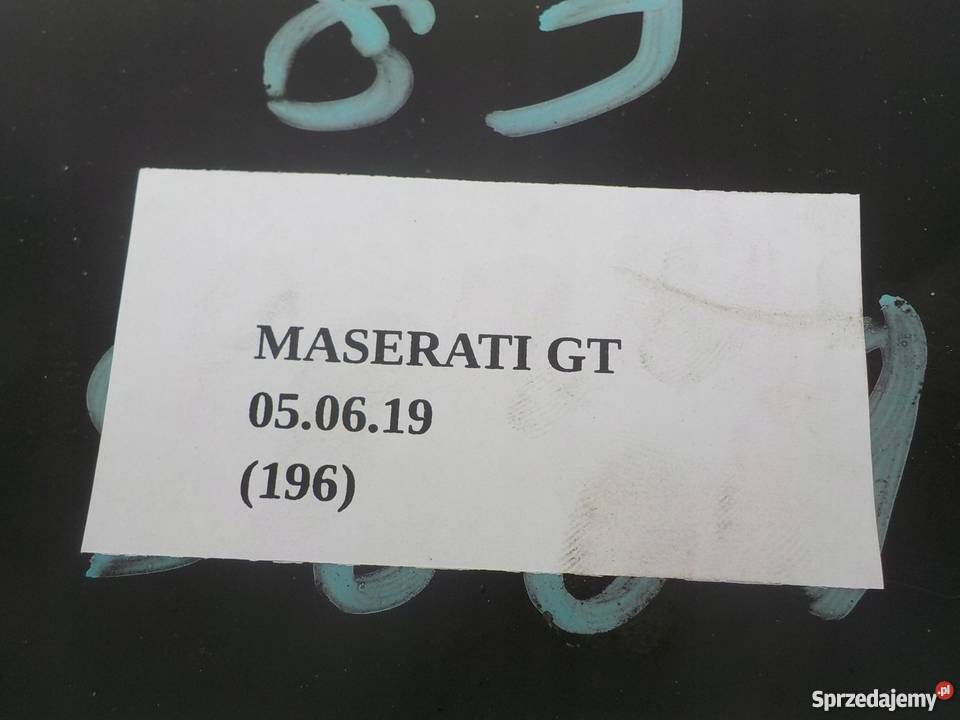 MASERATI GT
05.06.19
(196)
Sprzedajemy.pl